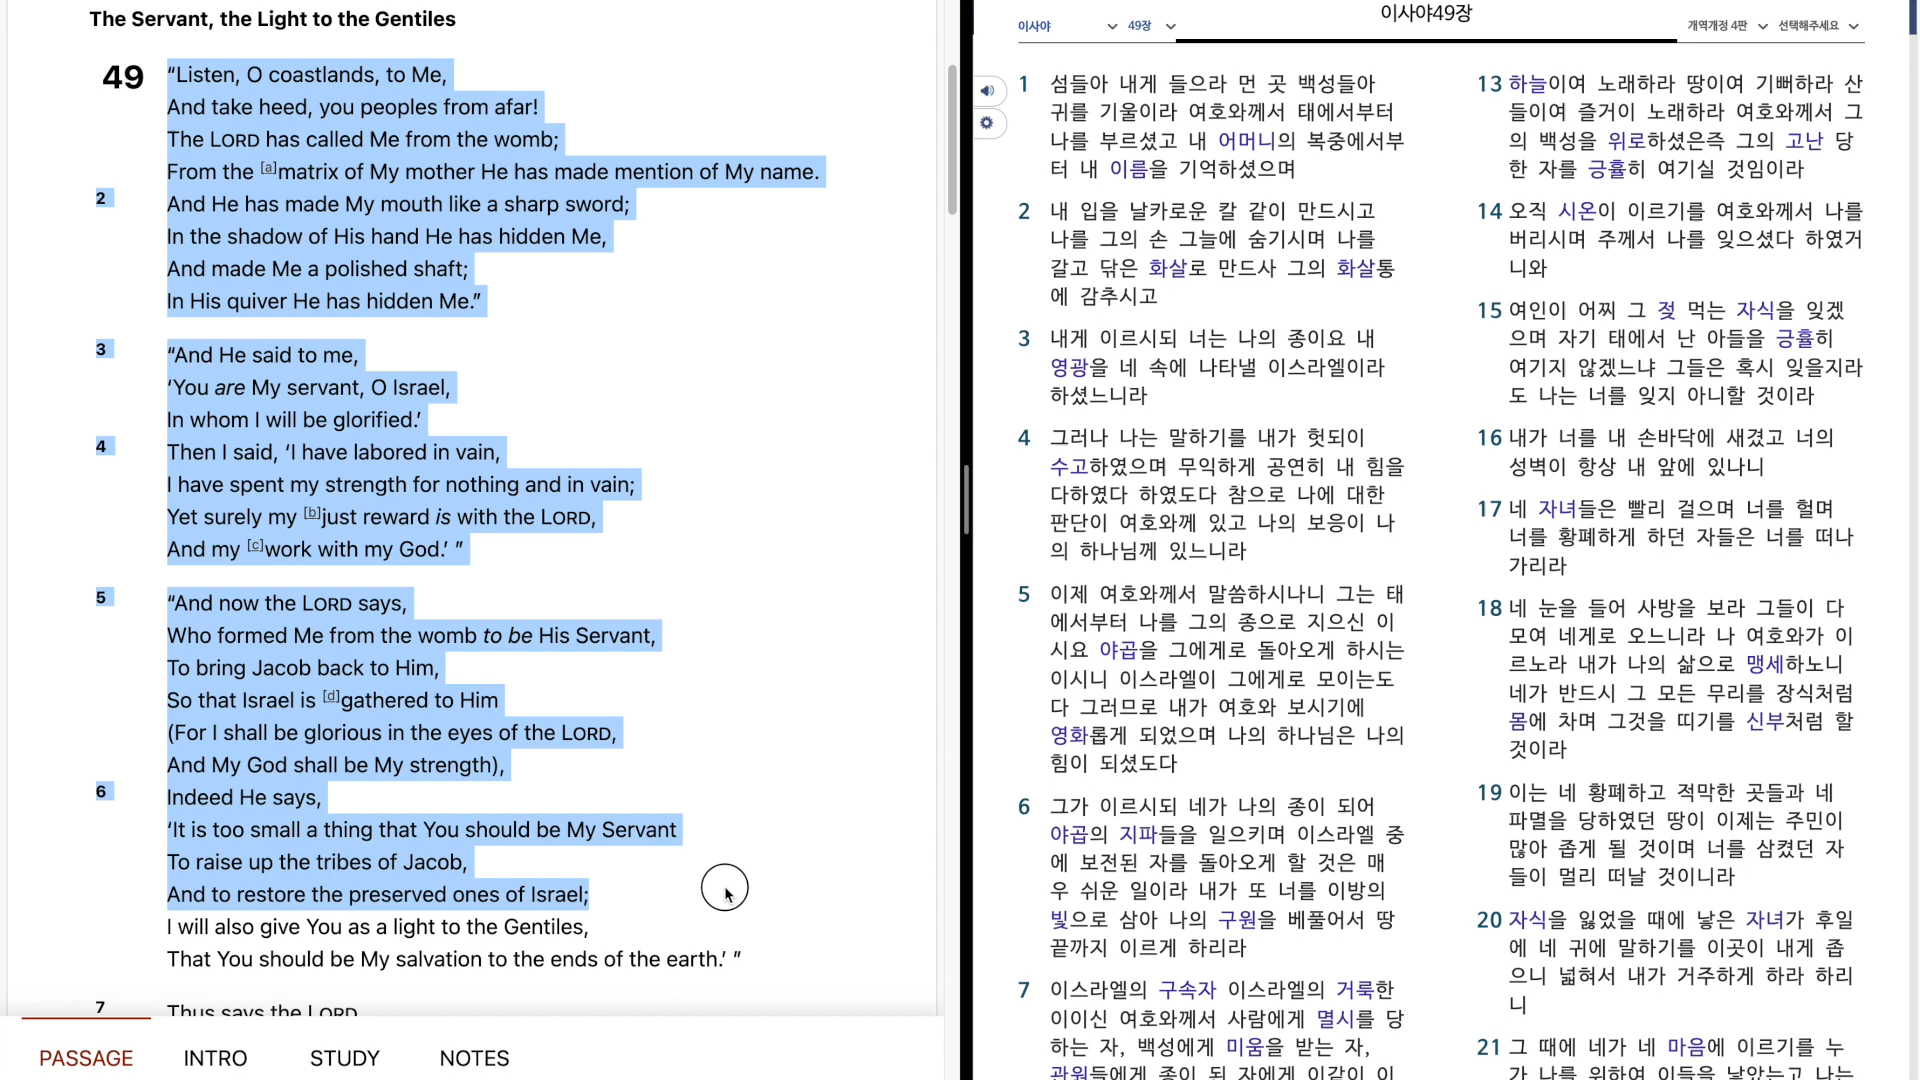 The Servant, the Light to the Gentiles
49 “Listen, O coastlands, to Me,
And take heed, you peoples from afar!
The LORD has called Me from the womb;
From the [a]matrix of My mother He has made mention of My name.
2 And He has made My mouth like a sharp sword;
In the shadow of His hand He has hidden Me,
And made Me a polished shaft;
In His quiver He has hidden Me.”
3 “And He said to me,
‘You are My servant, O Israel,
In whom I will be glorified.’
4 Then I said, ‘I have labored in vain,
I have spent my strength for nothing and in vain;
Yet surely my [b]just reward is with the LORD,
And my [c]work with my God.’ ”
5 “And now the LORD says,
Who formed Me from the womb to be His Servant,
To bring Jacob back to Him,
So that Israel is [d]gathered to Him
(For I shall be glorious in the eyes of the LORD,
And My God shall be My strength),
6 Indeed He says,
‘It is too small a thing that You should be My Servant
To raise up the tribes of Jacob,
And to restore the preserved ones of Israel;
I will also give You as a light to the Gentiles,
That You should be My salvation to the ends of the earth.’ ”
7 Thus says the LORD
PASSAGE INTRO STUDY NOTES
이사야49장
이사야 49장 개역개정 4판 선택해주세요
1 섬들아 내게 들으라 먼 곳 백성들아
귀를 기울이라 여호와께서 태에서부터
나를 부르셨고 내 어머니의 복중에서부
터 내 이름을 기억하셨으며
2 내 입을 날카로운 칼 같이 만드시고
나를 그의 손 그늘에 숨기시며 나를
갈고 닦은 화살로 만드사 그의 화살통
에 감추시고
3 내게 이르시되 너는 나의 종이요 내
영광을 네 속에 나타낼 이스라엘이라
하셨느니라
4 그러나 나는 말하기를 내가 헛되이
수고하였으며 무익하게 공연히 내 힘을
다하였다 하였도다 참으로 나에 대한
판단이 여호와께 있고 나의 보응이 나
의 하나님께 있느니라
5 이제 여호와께서 말씀하시나니 그는 태
에서부터 나를 그의 종으로 지으신 이
시요 야곱을 그에게로 돌아오게 하시는
이시니 이스라엘이 그에게로 모이는도
다 그러므로 내가 여호와 보시기에
영화롭게 되었으며 나의 하나님은 나의
힘이 되셨도다
6 그가 이르시되 네가 나의 종이 되어
야곱의 지파들을 일으키며 이스라엘 중
에 보전된 자를 돌아오게 할 것은 매
우 쉬운 일이라 내가 또 너를 이방의
빛으로 삼아 나의 구원을 베풀어서 땅
끝까지 이르게 하리라
7 이스라엘의 구속자 이스라엘의 거룩한
이이신 여호와께서 사람에게 멸시를 당
하는 자, 백성에게 미움을 받는 자,
관원들에게 종이 된 자에게 이같이 이
13 하늘이여 노래하라 땅이여 기뻐하라 산
들이여 즐거이 노래하라 여호와께서 그
의 백성을 위로하셨은즉 그의 고난 당
한 자를 긍휼히 여기실 것임이라
14 오직 시온이 이르기를 여호와께서 나를
버리시며 주께서 나를 잊으셨다 하였거
니와
15 여인이 어찌 그 젖 먹는 자식을 잊겠
으며 자기 태에서 난 아들을 긍휼히
여기지 않겠느냐 그들은 혹시 잊을지라
도 나는 너를 잊지 아니할 것이라
16 내가 너를 내 손바닥에 새겼고 너의
성벽이 항상 내 앞에 있나니
17 네 자녀들은 빨리 걸으며 너를 헐며
너를 황폐하게 하던 자들은 너를 떠나
가리라
18 네 눈을 들어 사방을 보라 그들이 다
모여 네게로 오느니라 나 여호와가 이
르노라 내가 나의 삶으로 맹세하노니
네가 반드시 그 모든 무리를 장식처럼
몸에 차며 그것을 띠기를 신부처럼 할
것이라
19 이는 네 황폐하고 적막한 곳들과 네
파멸을 당하였던 땅이 이제는 주민이
많아 좁게 될 것이며 너를 삼켰던 자
들이 멀리 떠날 것이니라
20 자식을 잃었을 때에 낳은 자녀가 후일
에 네 귀에 말하기를 이곳이 내게 좁
으니 넓혀서 내가 거주하게 하라 하리
니
21 그 때에 네가 네 마음에 이르기를 누
가 나를 위하여 이들을 낳았는고 나는